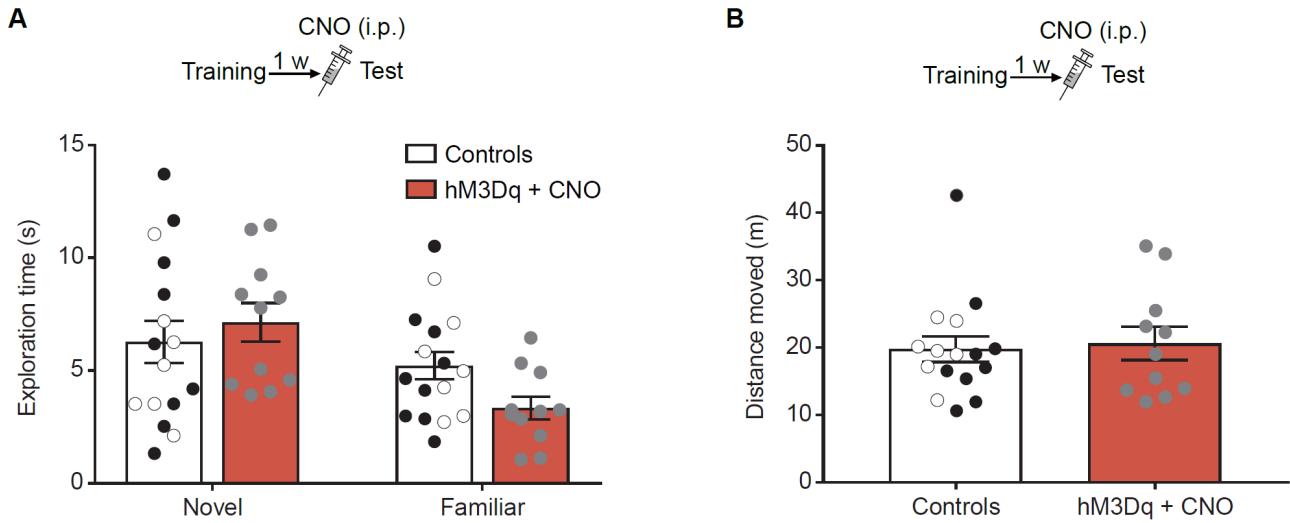 A
CNO (i.p.)
1 w
Training
Test
Exploration time (s)
15
10
5
0
Controls
hM3Dq + CNO
Novel
Familiar
B
CNO (i.p.)
1 w
Training
Test
Distance moved (m)
50
40
30
20
10
0
Controls
hM3Dq + CNO